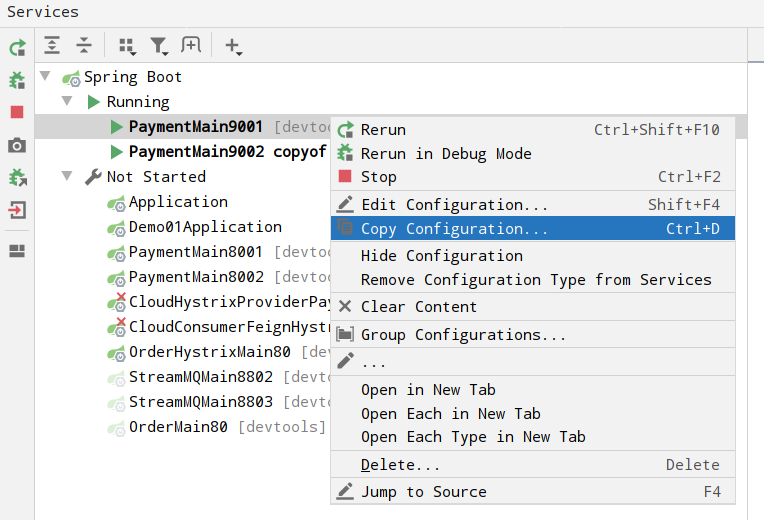 Services
Spring Boot
Running
PaymentMain9001 [devtoo
PaymentMain9002 copyof
Not Started
Application
Demo01Application
PaymentMain8001 [devto
PaymentMain8002 [devto
CloudHystrixProviderPay
CloudConsumerFeignHystr
OrderHystrixMain80 [dev
StreamMQMain8802 [devto
StreamMQMain8803 [devto
OrderMain80 [devtools]
Rerun Ctrl+Shift+F10
Rerun in Debug Mode
Stop Ctrl+F2
Edit Configuration... Shift+F4
Copy Configuration... Ctrl+D
Hide Configuration
Remove Configuration Type from Services
Clear Content
Group Configurations...
...
Open in New Tab
Open Each in New Tab
Open Each Type in New Tab
Delete... Delete
Jump to Source F4